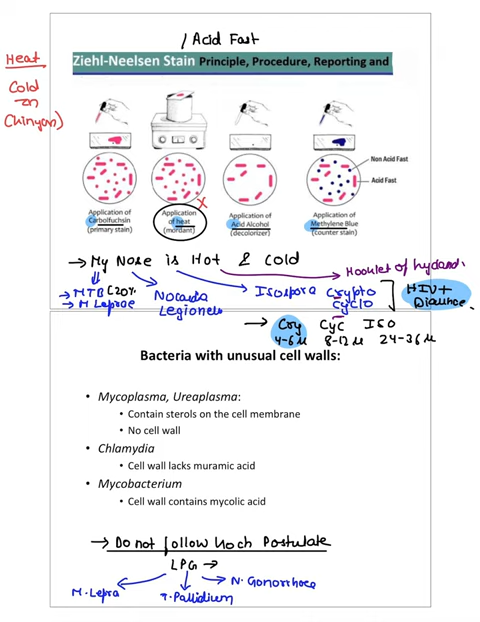 / Acid Fast
Heat
Ziehl-Neelsen Stain Principle, Procedure, Reporting and
Cold
Chinyon)
Non Acid Fast
Acid Fast
X
Application of Carbolfuchsin (primary stain)
Application of heat (mordant)
Application of Acid Alcohol (decolorizer)
Application of Methylene Blue (counter stain)
→ My Nose is Hot & Cold
Hooklet of hydatid.
→ MTB (20%
→ M Leprae
Nocardia
Legionella
Isospora
Crypto
Cyclo
HIV+
Diarrhoea
→ Cry Cyc ISO
4-6 μ 8-12 μ 24-36 μ
Bacteria with unusual cell walls:
• Mycoplasma, Ureaplasma:
• Contain sterols on the cell membrane
• No cell wall
• Chlamydia
• Cell wall lacks muramic acid
• Mycobacterium
• Cell wall contains mycolic acid
→ Do not follow Koch Postulate
LPG →
M. Lepra
T. Pallidium
N. Gonorrhoea